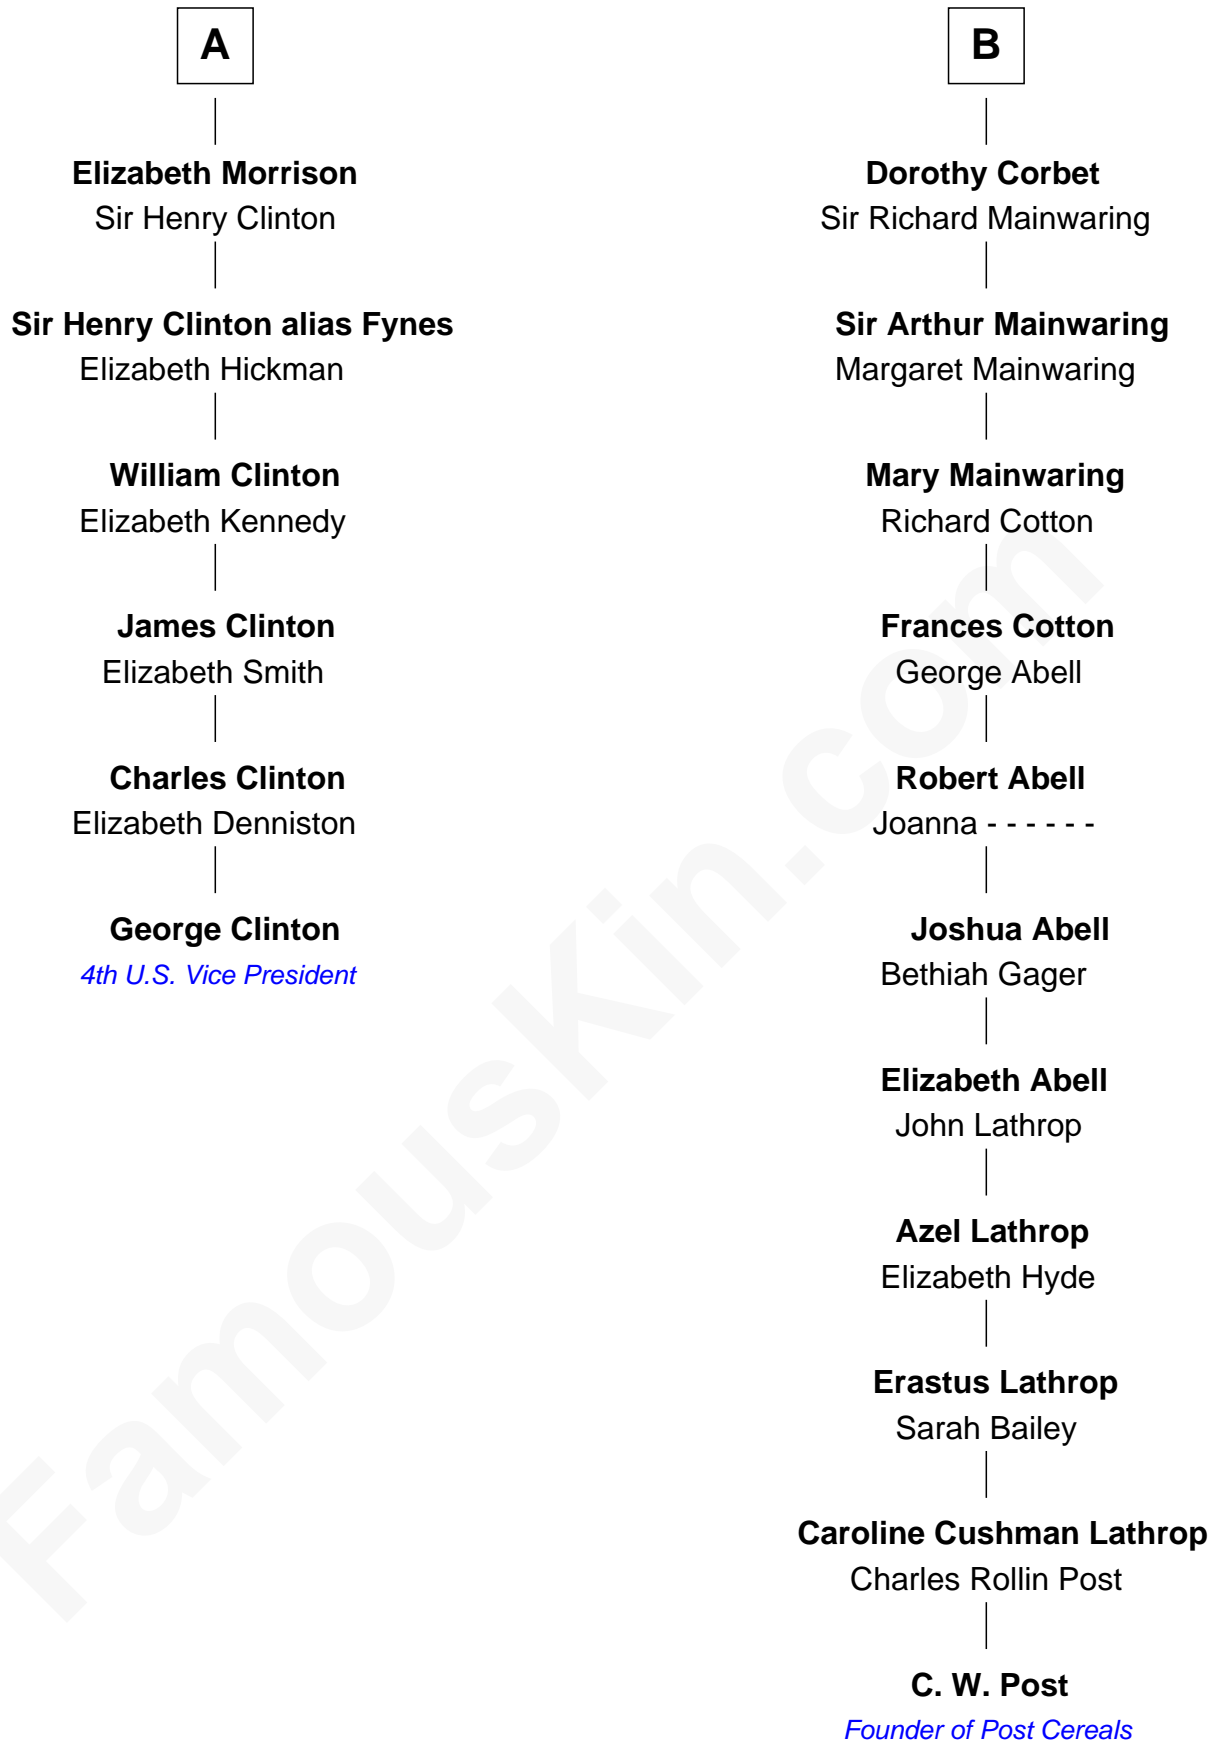 A
Elizabeth Morrison
Sir Henry Clinton
Sir Henry Clinton alias Fynes
Elizabeth Hickman
William Clinton
Elizabeth Kennedy
James Clinton
Elizabeth Smith
Charles Clinton
Elizabeth Denniston
George Clinton
4th U.S. Vice President
B
Dorothy Corbet
Sir Richard Mainwaring
Sir Arthur Mainwaring
Margaret Mainwaring
Mary Mainwaring
Richard Cotton
Frances Cotton
George Abell
Robert Abell
Joanna - - - - - -
Joshua Abell
Bethiah Gager
Elizabeth Abell
John Lathrop
Azel Lathrop
Elizabeth Hyde
Erastus Lathrop
Sarah Bailey
Caroline Cushman Lathrop
Charles Rollin Post
C. W. Post
Founder of Post Cereals
FamousKin.com